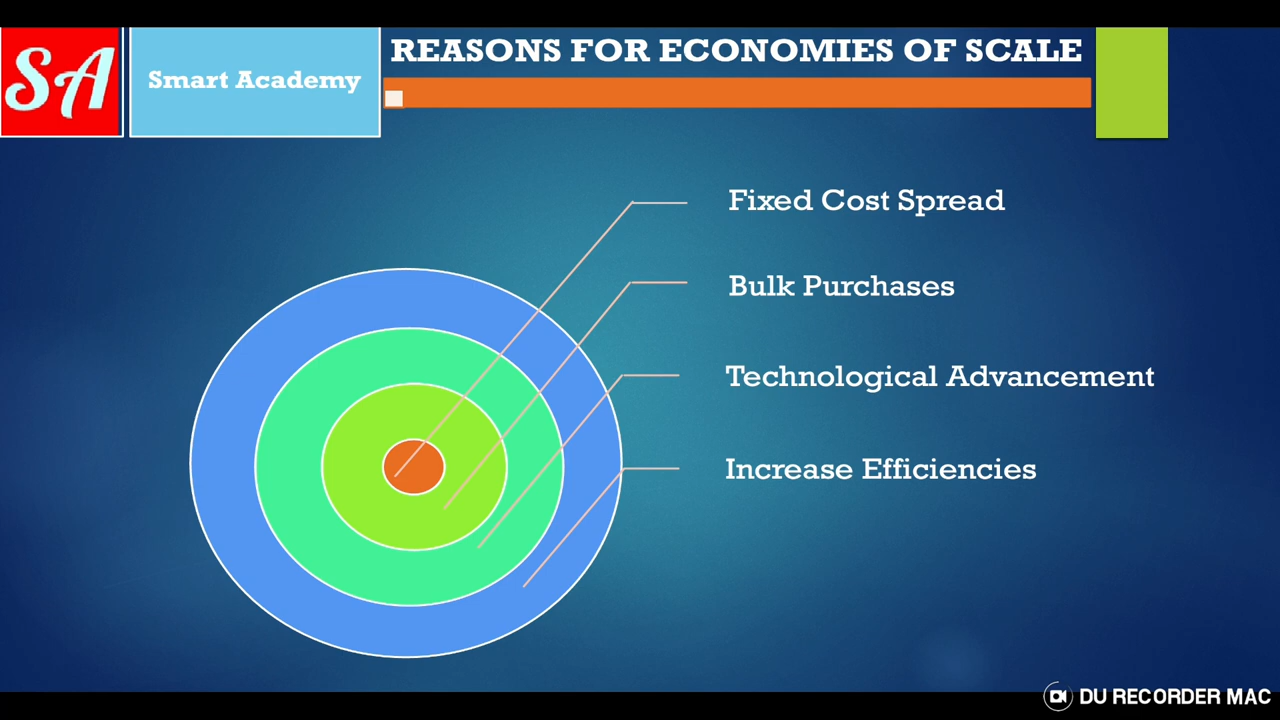 SA
Smart Academy
REASONS FOR ECONOMIES OF SCALE
Fixed Cost Spread
Bulk Purchases
Technological Advancement
Increase Efficiencies
DU RECORDER MAC